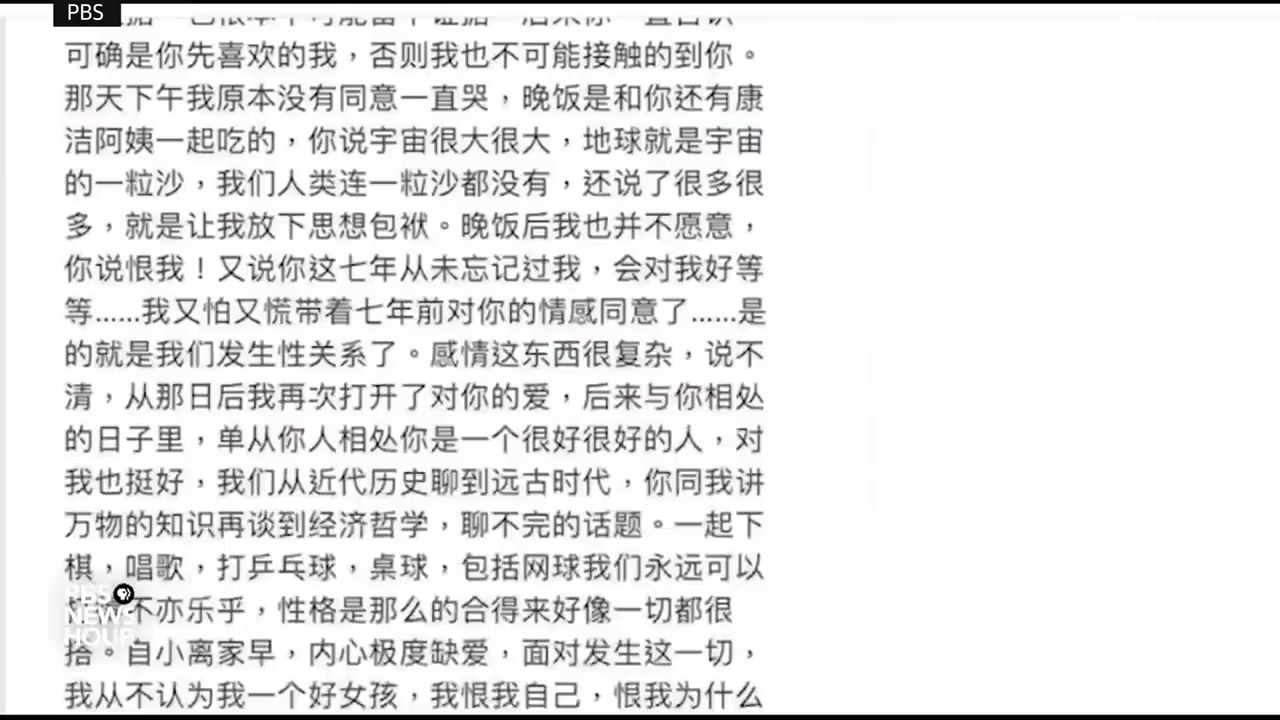 PBS
可确是你先喜欢的我，否则我也不可能接触的到你。
那天下午我原本没有同意一直哭，晚饭是和你还有康
洁阿姨一起吃的，你说宇宙很大很大，地球就是宇宙
的一粒沙，我们人类连一粒沙都没有，还说了很多很
多，就是让我放下思想包袱。晚饭后我也并不愿意，
你说恨我！又说你这七年从未忘记过我，会对我好等
等……我又怕又慌带着七年前对你的情感同意了……是
的就是我们发生性关系了。感情这东西很复杂，说不
清，从那日后我再次打开了对你的爱，后来与你相处
的日子里，单从你人相处你是一个很好很好的人，对
我也挺好，我们从近代历史聊到远古时代，你同我讲
万物的知识再谈到经济哲学，聊不完的话题。一起下
棋，唱歌，打乒乓球，桌球，包括网球我们永远可以
不亦乐乎，性格是那么的合得来好像一切都很
拾。自小离家早，内心极度缺爱，面对发生这一切，
我从不认为我一个好女孩，我恨我自己，恨我为什么
PBS
NEWS
HOUR